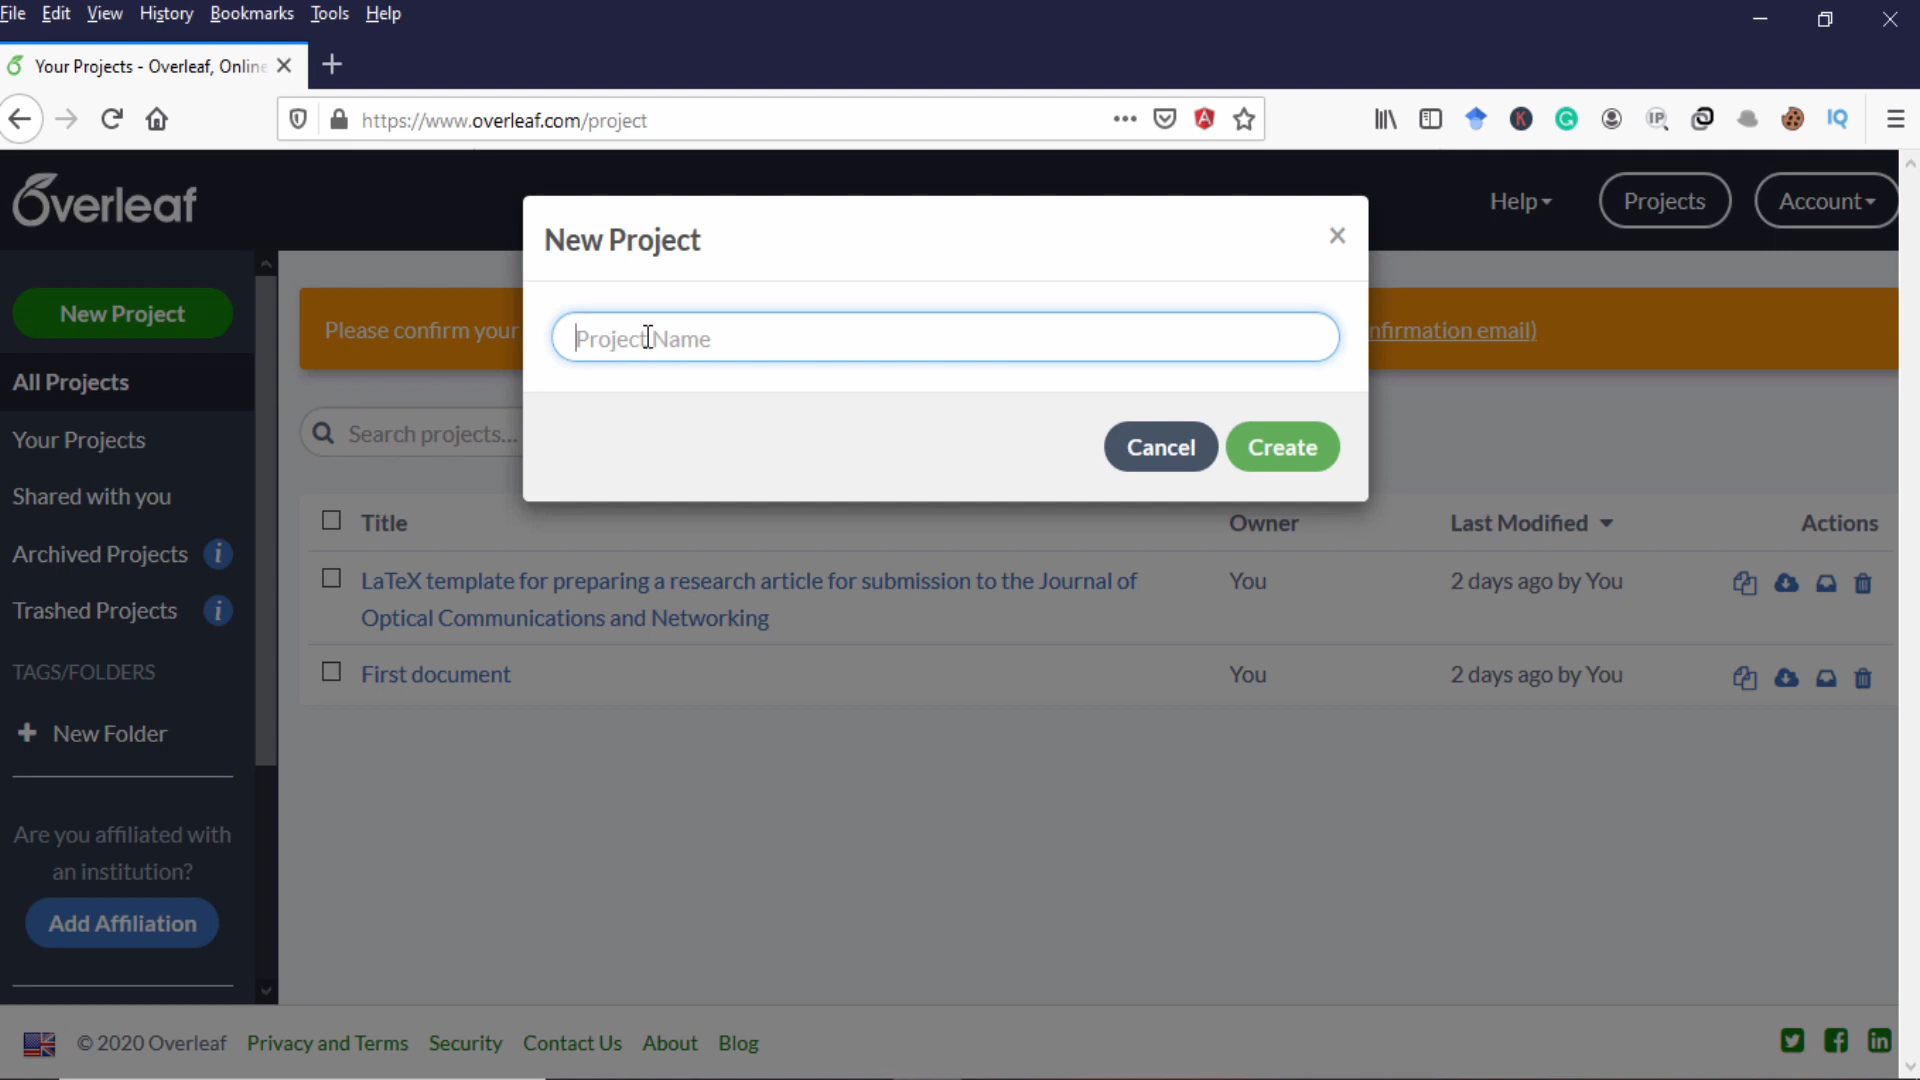 File Edit View History Bookmarks Tools Help
Your Projects - Overleaf, Online
https://www.overleaf.com/project
IP
IQ
Overleaf
Help
Projects
Account
New Project
New Project
Project Name
Please confirm your
nfirmation email)
All Projects
Your Projects
Search projects...
Cancel
Create
Shared with you
Title
Owner
Last Modified
Actions
Archived Projects
LaTeX template for preparing a research article for submission to the Journal of
Optical Communications and Networking
You
2 days ago by You
Trashed Projects
TAGS/FOLDERS
First document
You
2 days ago by You
New Folder
Are you affiliated with
an institution?
Add Affiliation
© 2020 Overleaf Privacy and Terms Security Contact Us About Blog